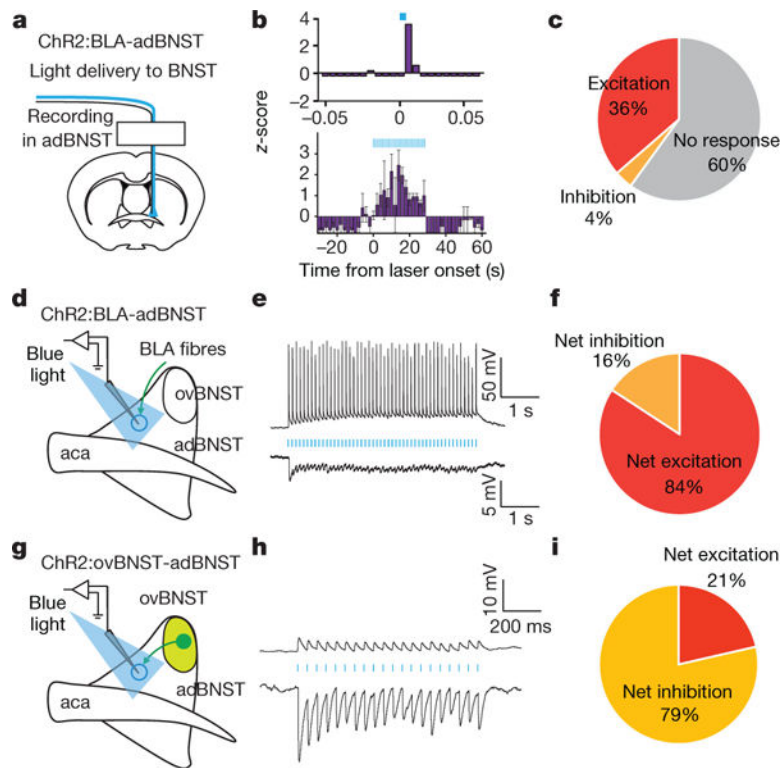 a
ChR2:BLA-adBNST
Light delivery to BNST
Recording
in adBNST
b
z-score
4
2
0
−2
−0.05
0
0.05
3
2
1
0
−20
0
20
40
60
Time from laser onset (s)
c
Excitation
36%
No response
60%
Inhibition
4%
d
ChR2:BLA-adBNST
Blue
light
BLA fibres
ovBNST
adBNST
aca
e
50 mV
1 s
5 mV
1 s
f
Net inhibition
16%
Net excitation
84%
g
ChR2:ovBNST-adBNST
Blue
light
ovBNST
adBNST
aca
h
10 mV
200 ms
i
Net excitation
21%
Net inhibition
79%